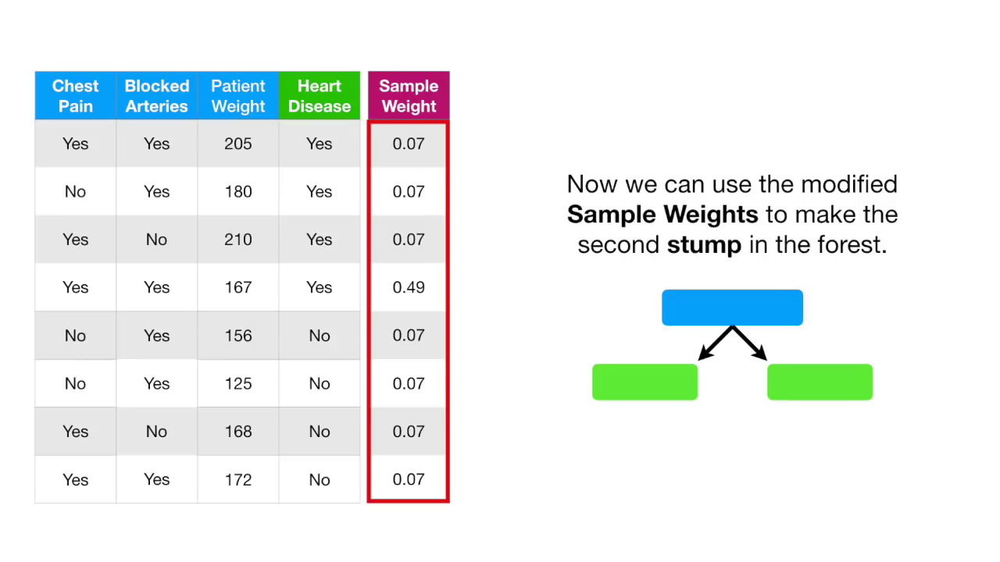 Chest Pain Blocked Arteries Patient Weight Heart Disease Sample Weight
Yes Yes 205 Yes 0.07
No Yes 180 Yes 0.07
Yes No 210 Yes 0.07
Yes Yes 167 Yes 0.49
No Yes 156 No 0.07
No Yes 125 No 0.07
Yes No 168 No 0.07
Yes Yes 172 No 0.07
Now we can use the modified
Sample Weights to make the
second stump in the forest.